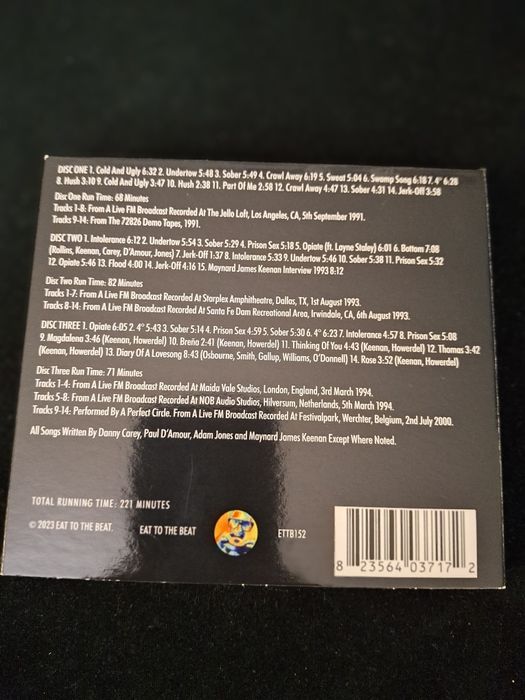 DISC ONE 1. Cold And Ugly 6:32 2. Undertow 5:48 3. Sober 5:49 4. Crawl Away 6:19 5. Sweat 5:04 6. Swamp Song 6:18 7. 4° 6:28
8. Hush 3:10 9. Cold And Ugly 3:47 10. Hush 2:38 11. Part Of Me 2:58 12. Crawl Away 4:47 13. Sober 4:31 14. Jerk-Off 3:58
Disc One Run Time: 68 Minutes
Tracks 1-8: From A Live FM Broadcast Recorded At The Jello Loft, Los Angeles, CA, 5th September 1991.
Tracks 9-14: From The 72826 Demo Tapes, 1991.
DISC TWO 1. Intolerance 6:12 2. Undertow 5:54 3. Sober 5:29 4. Prison Sex 5:18 5. Opiate (ft. Layne Staley) 6:01 6. Bottom 7:08
(Rollins, Keenan, Carey, D'Amour, Jones) 7. Jerk-Off 1:37 8. Intolerance 5:33 9. Undertow 5:46 10. Sober 5:38 11. Prison Sex 5:32
12. Opiate 5:46 13. Flood 4:00 14. Jerk-Off 4:16 15. Maynard James Keenan Interview 1993 8:12
Disc Two Run Time: 82 Minutes
Tracks 1-7: From A Live FM Broadcast Recorded At Starplex Amphitheatre, Dallas, TX, 1st August 1993.
Tracks 8-14: From A Live FM Broadcast Recorded At Santa Fe Dam Recreational Area, Irwindale, CA, 6th August 1993.
DISC THREE 1. Opiate 6:05 2. 4° 5:43 3. Sober 5:14 4. Prison Sex 4:59 5. Sober 5:30 6. 4° 6:23 7. Intolerance 4:57 8. Prison Sex 5:08
9. Magdalena 3:46 (Keenan, Howerdel) 10. Breña 2:41 (Keenan, Howerdel) 11. Thinking Of You 4:43 (Keenan, Howerdel) 12. Thomas 3:42
(Keenan, Howerdel) 13. Diary Of A Lovesong 8:43 (Osbourne, Smith, Gallup, Williams, O'Donnell) 14. Rose 3:52 (Keenan, Howerdel)
Disc Three Run Time: 71 Minutes
Tracks 1-4: From A Live FM Broadcast Recorded At Maida Vale Studios, London, England, 3rd March 1994.
Tracks 5-8: From A Live FM Broadcast Recorded At NOB Audio Studios, Hilversum, Netherlands, 5th March 1994.
Tracks 9-14: Performed By A Perfect Circle. From A Live FM Broadcast Recorded At Festivalpark, Werchter, Belgium, 2nd July 2000.
All Songs Written By Danny Carey, Paul D'Amour, Adam Jones and Maynard James Keenan Except Where Noted.
TOTAL RUNNING TIME: 221 MINUTES
© 2023 EAT TO THE BEAT. EAT TO THE BEAT ETTB152
8 23564 03717 2